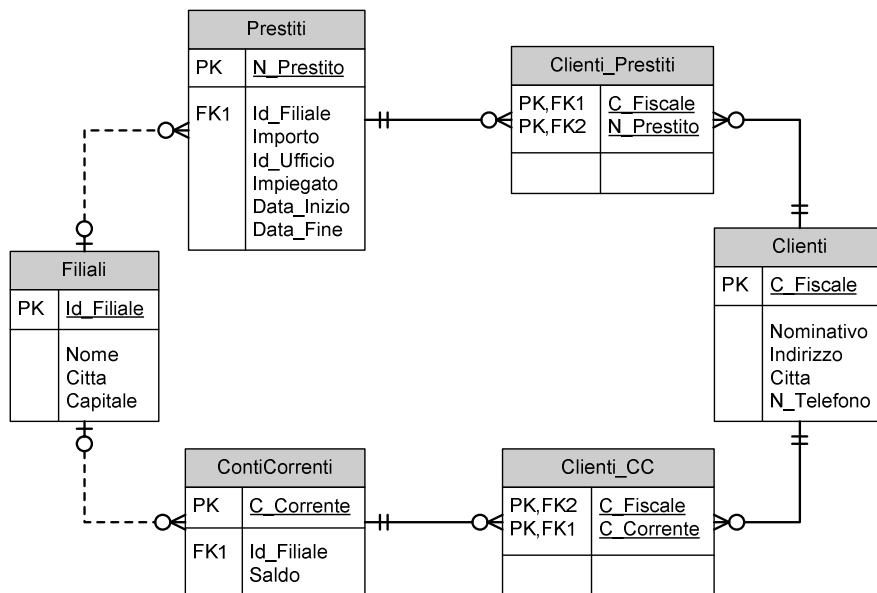 Prestiti
PK N_Prestito
FK1 Id_Filiale
Importo
Id_Ufficio
Impiegato
Data_Inizio
Data_Fine
Clienti_Prestiti
PK,FK1 C_Fiscale
PK,FK2 N_Prestito
Filiali
PK Id_Filiale
Nome
Citta
Capitale
Clienti
PK C_Fiscale
Nominativo
Indirizzo
Citta
N_Telefono
ContiCorrenti
PK C_Corrente
FK1 Id_Filiale
Saldo
Clienti_CC
PK,FK2 C_Fiscale
PK,FK1 C_Corrente